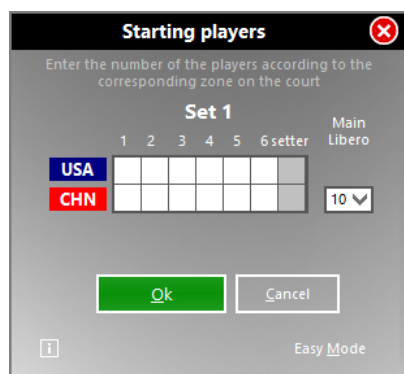 Starting players
Enter the number of the players according to the
corresponding zone on the court
Set 1
Main
Libero
1 2 3 4 5 6 setter
USA
CHN
10
Ok
Cancel
i
Easy Mode